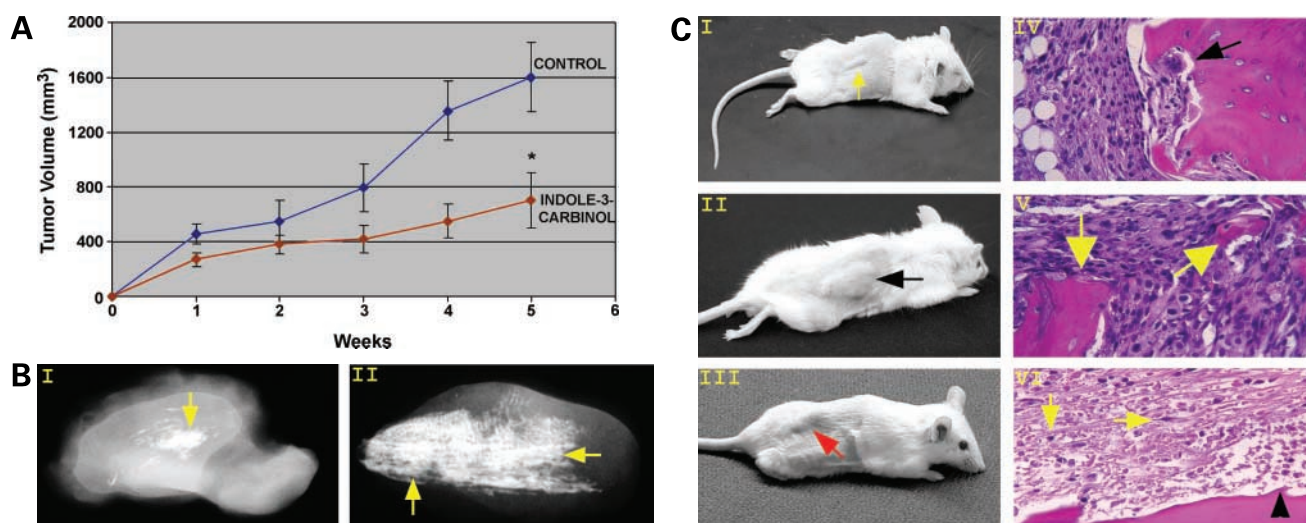 A
2000
1600
1200
800
400
0
Tumor Volume (mm³)
CONTROL
*
INDOLE-3-
CARBINOL
0 1 2 3 4 5 6
Weeks
B
I
II
C
I
II
III
IV
V
VI